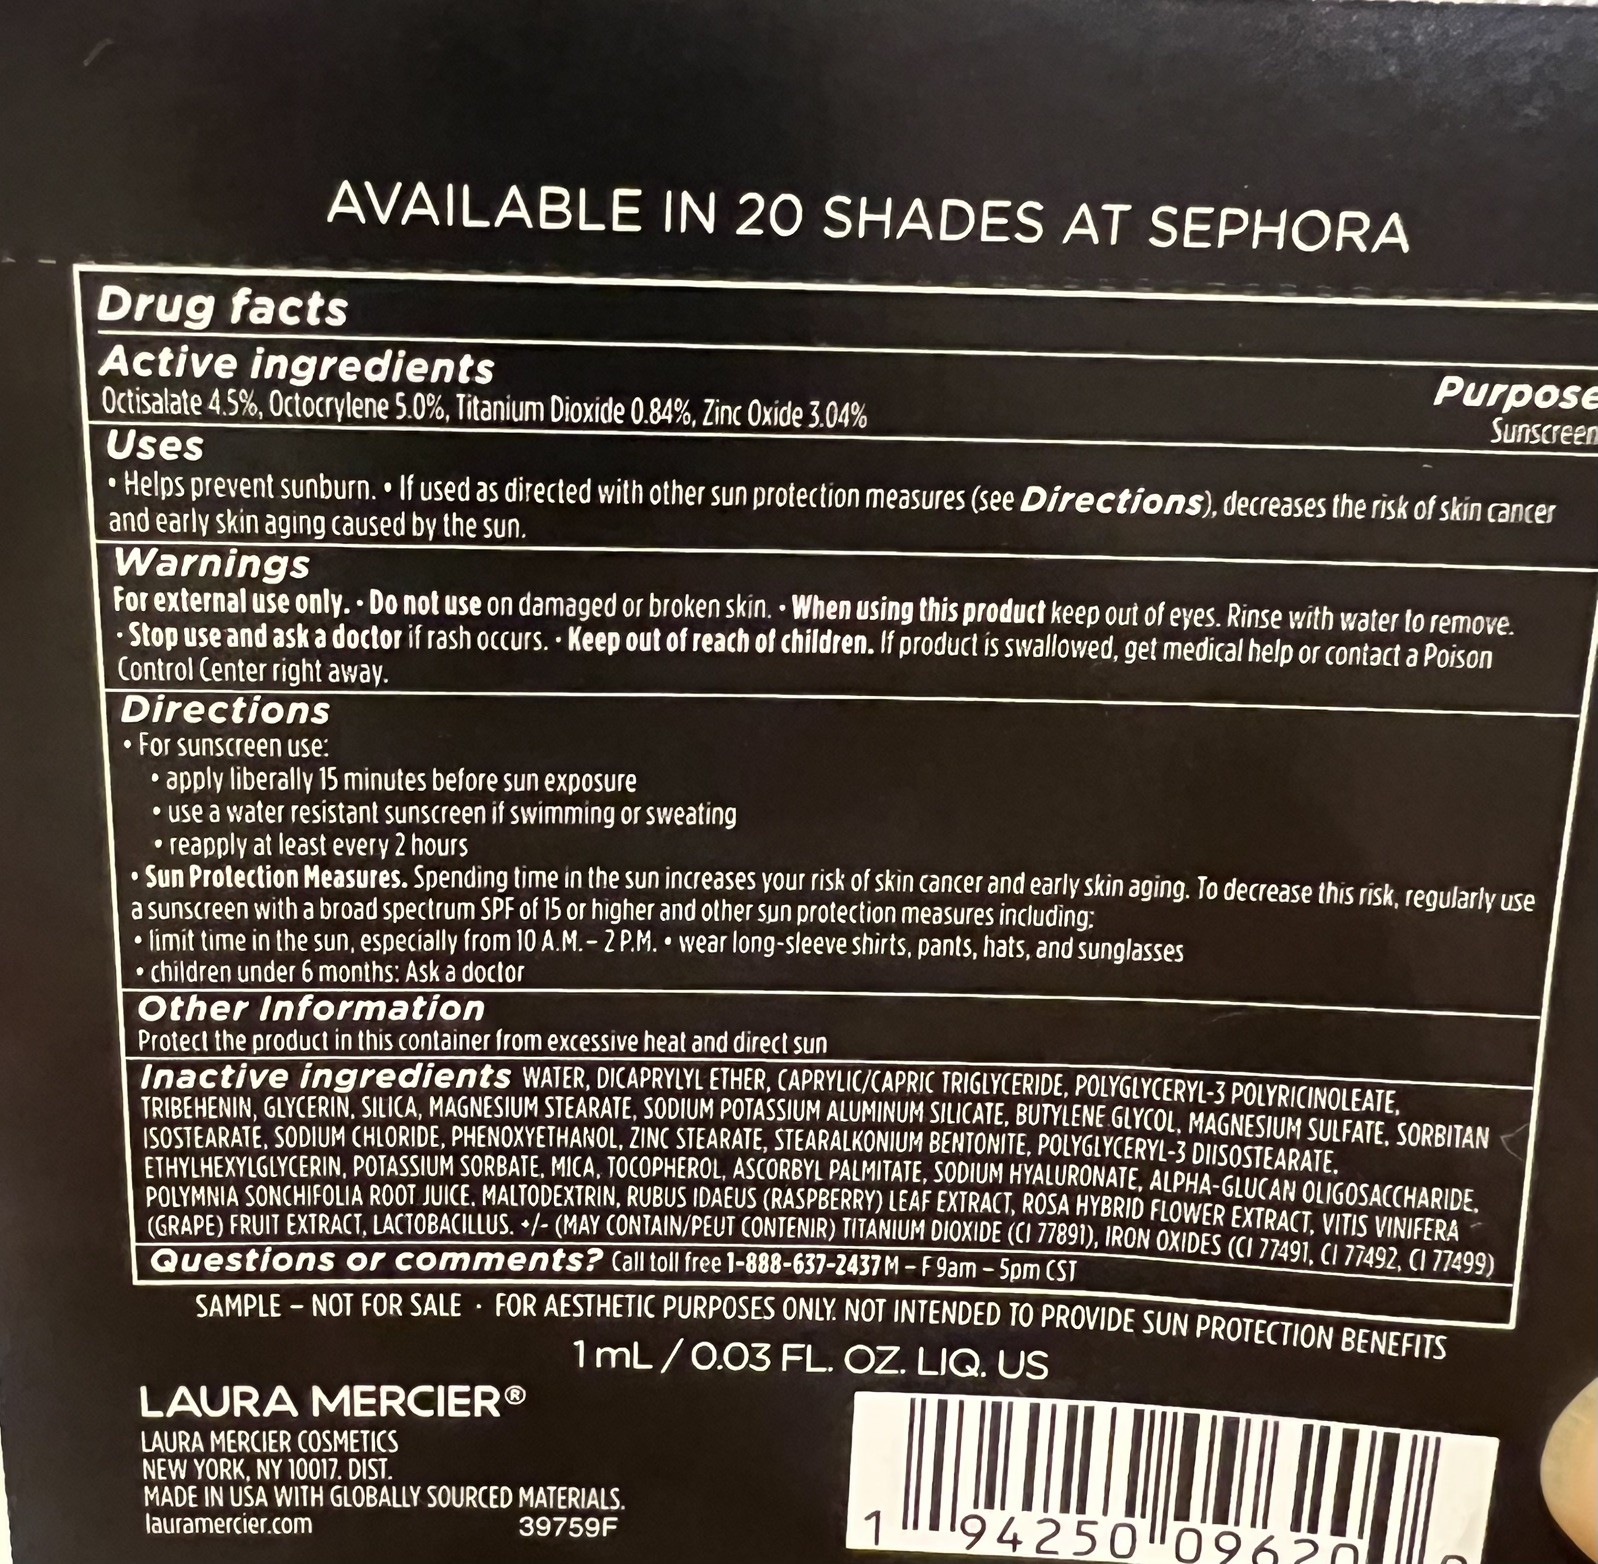 AVAILABLE IN 20 SHADES AT SEPHORA
Drug facts
Active ingredients
Purpose
Octisalate 4.5%, Octocrylene 5.0%, Titanium Dioxide 0.84%, Zinc Oxide 3.04%
Sunscreen
Uses
• Helps prevent sunburn. • If used as directed with other sun protection measures (see Directions), decreases the risk of skin cancer
and early skin aging caused by the sun.
Warnings
For external use only. • Do not use on damaged or broken skin. • When using this product keep out of eyes. Rinse with water to remove.
• Stop use and ask a doctor if rash occurs. • Keep out of reach of children. If product is swallowed, get medical help or contact a Poison
Control Center right away.
Directions
• For sunscreen use:
• apply liberally 15 minutes before sun exposure
• use a water resistant sunscreen if swimming or sweating
• reapply at least every 2 hours
• Sun Protection Measures. Spending time in the sun increases your risk of skin cancer and early skin aging. To decrease this risk, regularly use
a sunscreen with a broad spectrum SPF of 15 or higher and other sun protection measures including:
• limit time in the sun, especially from 10 A.M. – 2 P.M. • wear long-sleeve shirts, pants, hats, and sunglasses
• children under 6 months: Ask a doctor
Other Information
Protect the product in this container from excessive heat and direct sun
Inactive ingredients WATER, DICAPRYLYL ETHER, CAPRYLIC/CAPRIC TRIGLYCERIDE, POLYGLYCERYL-3 POLYRICINOLEATE,
TRIBEHENIN, GLYCERIN, SILICA, MAGNESIUM STEARATE, SODIUM POTASSIUM ALUMINUM SILICATE, BUTYLENE GLYCOL, MAGNESIUM SULFATE, SORBITAN
ISOSTEARATE, SODIUM CHLORIDE, PHENOXYETHANOL, ZINC STEARATE, STEARALKONIUM BENTONITE, POLYGLYCERYL-3 DIISOSTEARATE,
ETHYLHEXYLGLYCERIN, POTASSIUM SORBATE, MICA, TOCOPHEROL, ASCORBYL PALMITATE, SODIUM HYALURONATE, ALPHA-GLUCAN OLIGOSACCHARIDE,
POLYMNIA SONCHIFOLIA ROOT JUICE, MALTODEXTRIN, RUBUS IDAEUS (RASPBERRY) LEAF EXTRACT, ROSA HYBRID FLOWER EXTRACT, VITIS VINIFERA
(GRAPE) FRUIT EXTRACT, LACTOBACILLUS. +/- (MAY CONTAIN/PEUT CONTENIR) TITANIUM DIOXIDE (CI 77891), IRON OXIDES (CI 77491, CI 77492, CI 77499)
Questions or comments? Call toll free 1-888-637-2437 M – F 9am – 5pm CST
SAMPLE – NOT FOR SALE • FOR AESTHETIC PURPOSES ONLY. NOT INTENDED TO PROVIDE SUN PROTECTION BENEFITS
1 mL / 0.03 FL. OZ. LIQ. US
LAURA MERCIER®
LAURA MERCIER COSMETICS
NEW YORK, NY 10017. DIST.
MADE IN USA WITH GLOBALLY SOURCED MATERIALS.
lauramercier.com
39759F
1 94250 09620